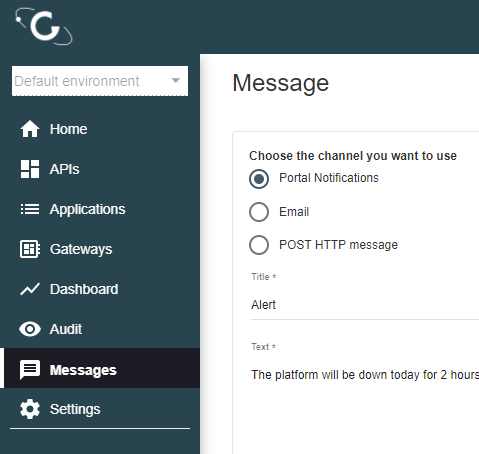 Default environment
Home
APIs
Applications
Gateways
Dashboard
Audit
Messages
Settings
Message
Choose the channel you want to use
Portal Notifications
Email
POST HTTP message
Title *
Alert
Text *
The platform will be down today for 2 hours